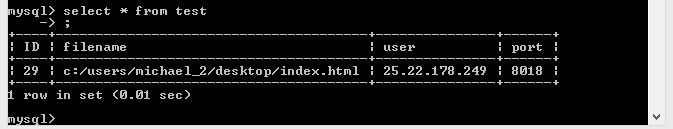 mysql> select * from test
    -> ;
+----+----------------------------------------+---------------+------+
| ID | filename                               | user          | port |
+----+----------------------------------------+---------------+------+
| 29 | c:/users/michael_2/desktop/index.html | 25.22.178.249 | 8018 |
+----+----------------------------------------+---------------+------+
1 row in set (0.01 sec)
mysql>